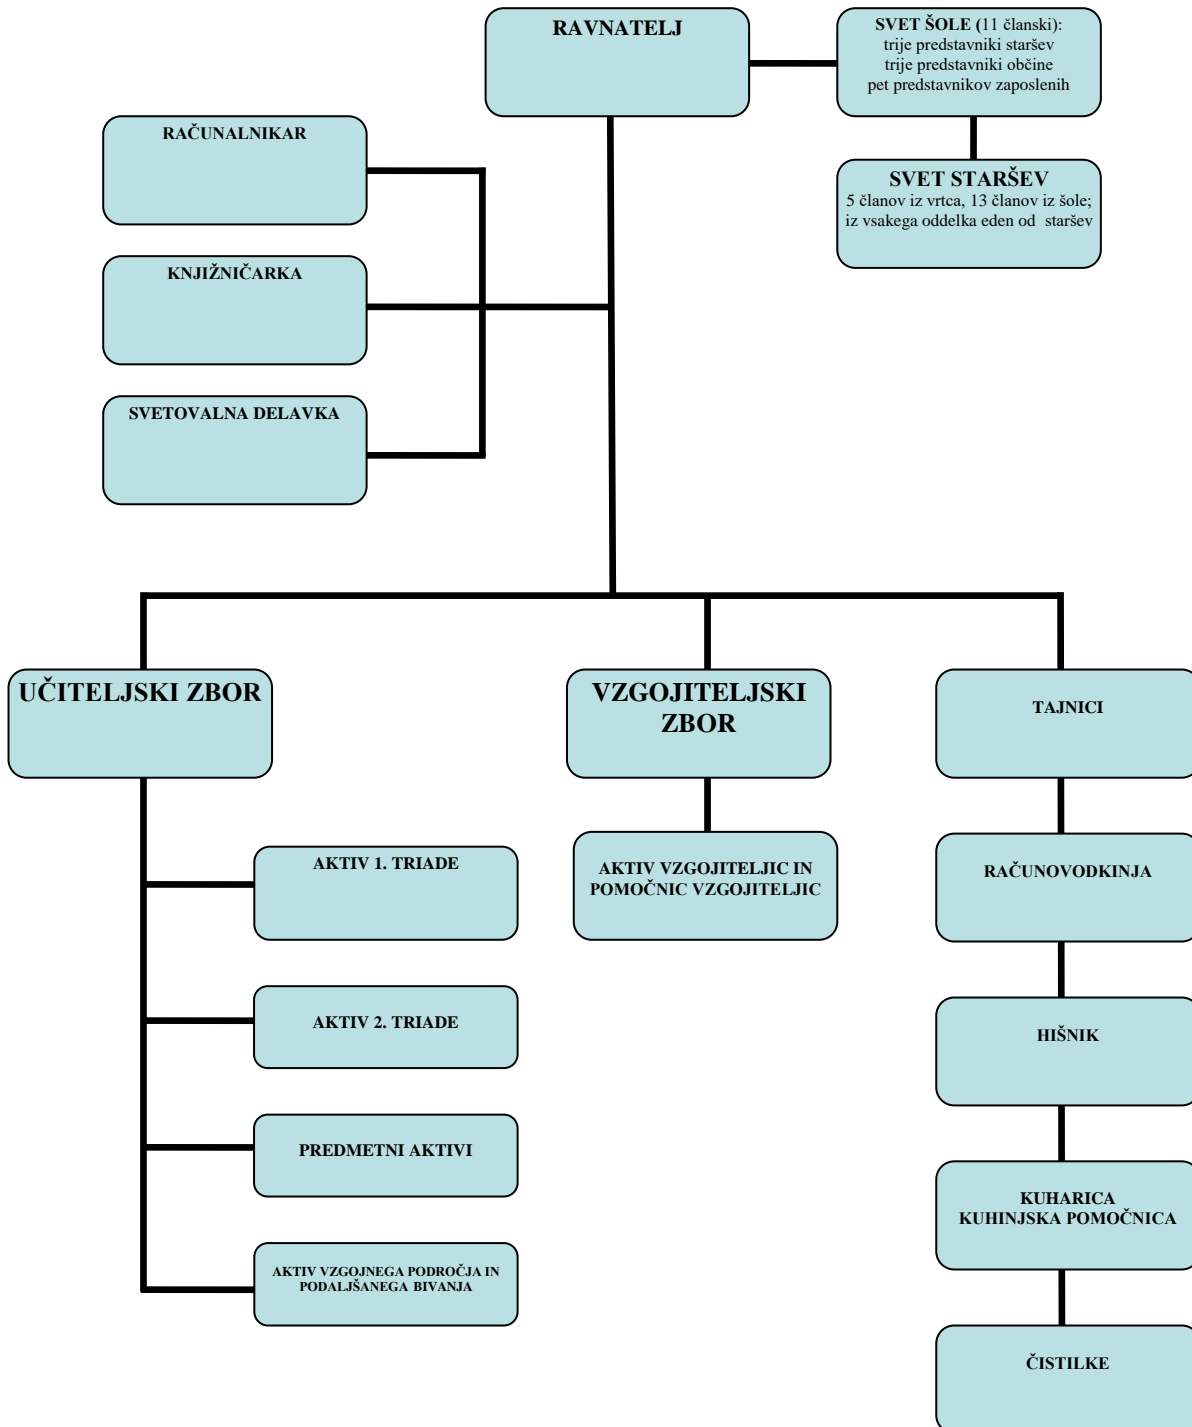 RAVNATELJ
SVET ŠOLE (11 članski):
trije predstavniki staršev
trije predstavniki občine
pet predstavnikov zaposlenih
RAČUNALNIKAR
SVET STARŠEV
5 članov iz vrtca, 13 članov iz šole;
iz vsakega oddelka eden od staršev
KNJIŽNIČARKA
SVETOVALNA DELAVKA
UČITELJSKI ZBOR
VZGOJITELJSKI
ZBOR
TAJNICI
AKTIV 1. TRIADE
AKTIV VZGOJITELJIC IN
POMOČNIC VZGOJITELJIC
RAČUNOVODKINJA
AKTIV 2. TRIADE
HIŠNIK
PREDMETNI AKTIVI
KUHARICA
KUHINJSKA POMOČNICA
AKTIV VZGOJNEGA PODROČJA IN
PODALJŠANEGA BIVANJA
ČISTILKE